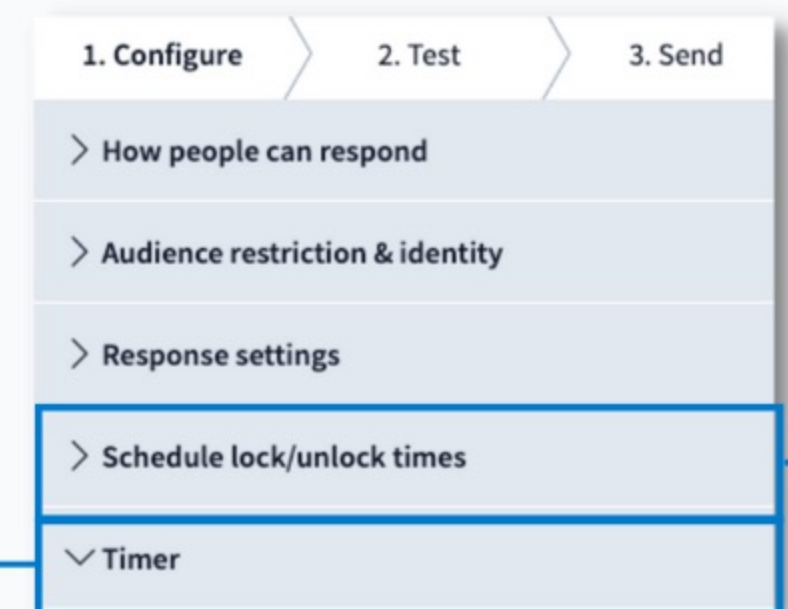 1. Configure 2. Test 3. Send
How people can respond
Audience restriction & identity
Response settings
Schedule lock/unlock times
Timer